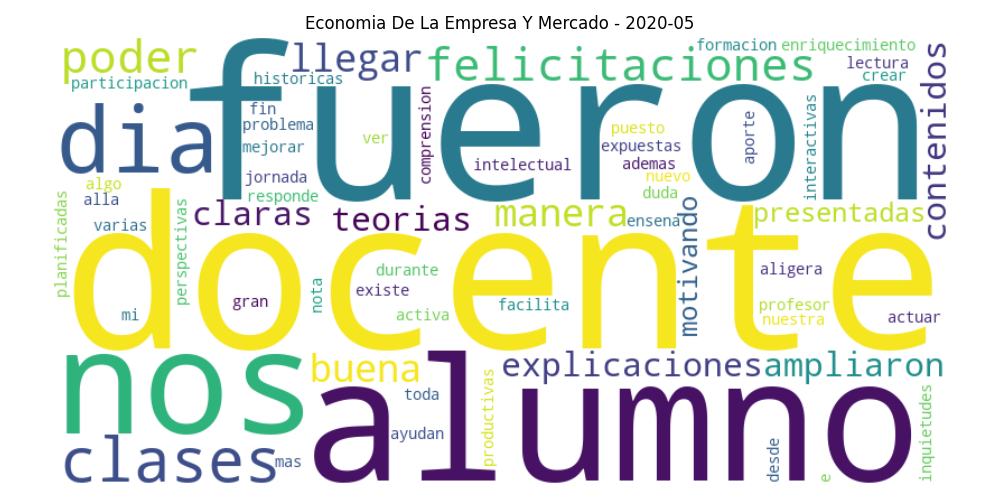 Economia De La Empresa Y Mercado - 2020-05
poder
llegar
felicitaciones
formacion
enriquecimiento
lectura
crear
contenidos
participacion
historicas
fueron
dia
fin
problema
mejorar
ver
comprension
intelectual
puesto
expuestas
ademas
nuevo
duda
aporte
interactivas
jornada
responde
algo
alla
varias
planificadas
perspectivas
claras
teorias
manera
ensena
motivando
presentadas
docente
durante
existe
activa
facilita
aligera
profesor
nuestra
actuar
mi
gran
nota
nos
buena
alumno
explicaciones
ampliaron
toda
ayudan
productivas
clases
mas
desde
e
inquietudes